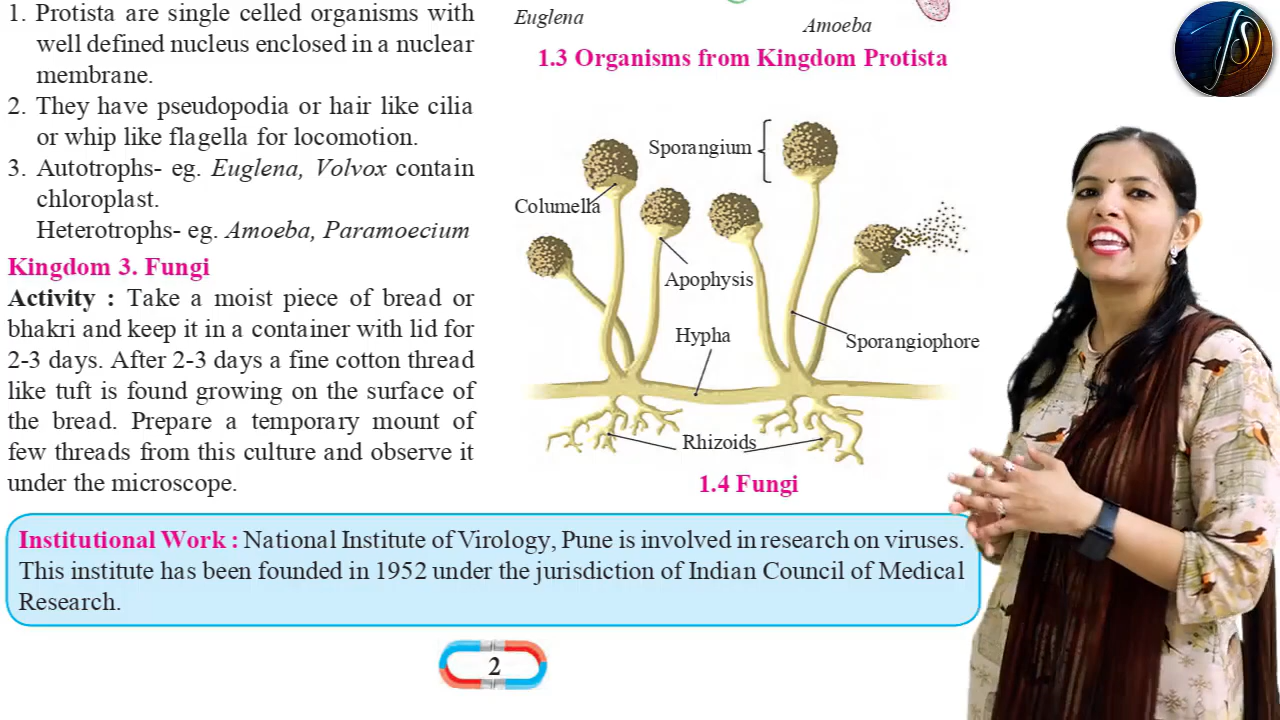 1. Protista are single celled organisms with
well defined nucleus enclosed in a nuclear
membrane.
2. They have pseudopodia or hair like cilia
or whip like flagella for locomotion.
3. Autotrophs- eg. Euglena, Volvox contain
chloroplast.
Heterotrophs- eg. Amoeba, Paramoecium
Kingdom 3. Fungi
Activity : Take a moist piece of bread or
bhakri and keep it in a container with lid for
2-3 days. After 2-3 days a fine cotton thread
like tuft is found growing on the surface of
the bread. Prepare a temporary mount of
few threads from this culture and observe it
under the microscope.
Euglena
Amoeba
1.3 Organisms from Kingdom Protista
Sporangium
Columella
Apophysis
Hypha
Sporangiophore
Rhizoids
1.4 Fungi
Institutional Work : National Institute of Virology, Pune is involved in research on viruses.
This institute has been founded in 1952 under the jurisdiction of Indian Council of Medical
Research.
2